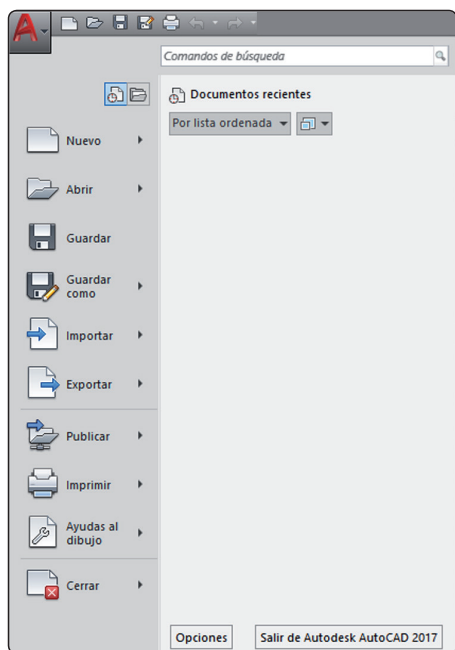 Comandos de búsqueda
Documentos recientes
Por lista ordenada
Nuevo
Abrir
Guardar
Guardar
como
Importar
Exportar
Publicar
Imprimir
Ayudas al
dibujo
Cerrar
Opciones
Salir de Autodesk AutoCAD 2017